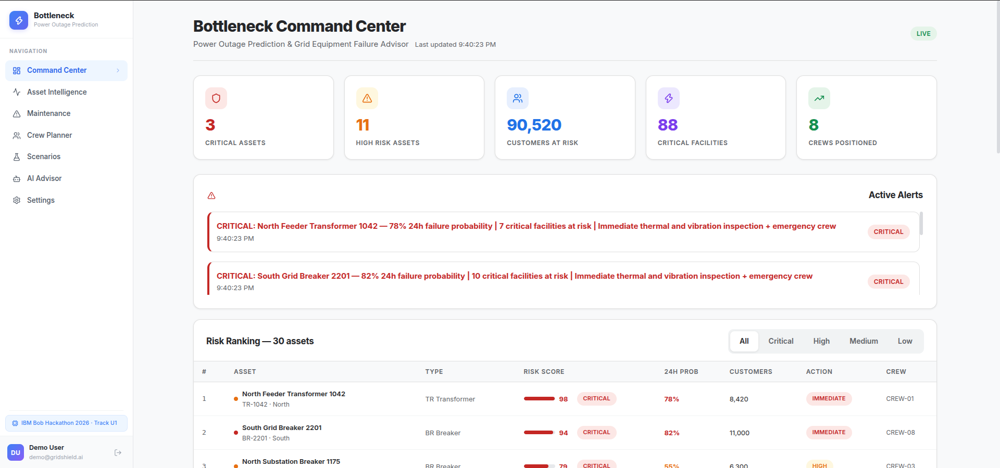 Bottleneck
Power Outage Prediction
NAVIGATION
Command Center
Asset Intelligence
Maintenance
Crew Planner
Scenarios
AI Advisor
Settings
IBM Bob Hackathon 2026 · Track U1
DU
Demo User
demo@gridshield.ai
Bottleneck Command Center
Power Outage Prediction & Grid Equipment Failure Advisor Last updated 9:40:23 PM
LIVE
3
CRITICAL ASSETS
11
HIGH RISK ASSETS
90,520
CUSTOMERS AT RISK
88
CRITICAL FACILITIES
8
CREWS POSITIONED
Active Alerts
CRITICAL: North Feeder Transformer 1042 — 78% 24h failure probability | 7 critical facilities at risk | Immediate thermal and vibration inspection + emergency crew
9:40:23 PM
CRITICAL
CRITICAL: South Grid Breaker 2201 — 82% 24h failure probability | 10 critical facilities at risk | Immediate thermal and vibration inspection + emergency crew
9:40:23 PM
CRITICAL
Risk Ranking — 30 assets
All Critical High Medium Low
# ASSET TYPE RISK SCORE 24H PROB CUSTOMERS ACTION CREW
1 North Feeder Transformer 1042 TR Transformer 98 CRITICAL 78% 8,420 IMMEDIATE CREW-01
TR-1042 · North
2 South Grid Breaker 2201 BR Breaker 94 CRITICAL 82% 11,000 IMMEDIATE CREW-08
BR-2201 · South
3 North Substation Breaker 1175 BR Breaker 79 CRITICAL 55% 6,300 HIGH CREW-03